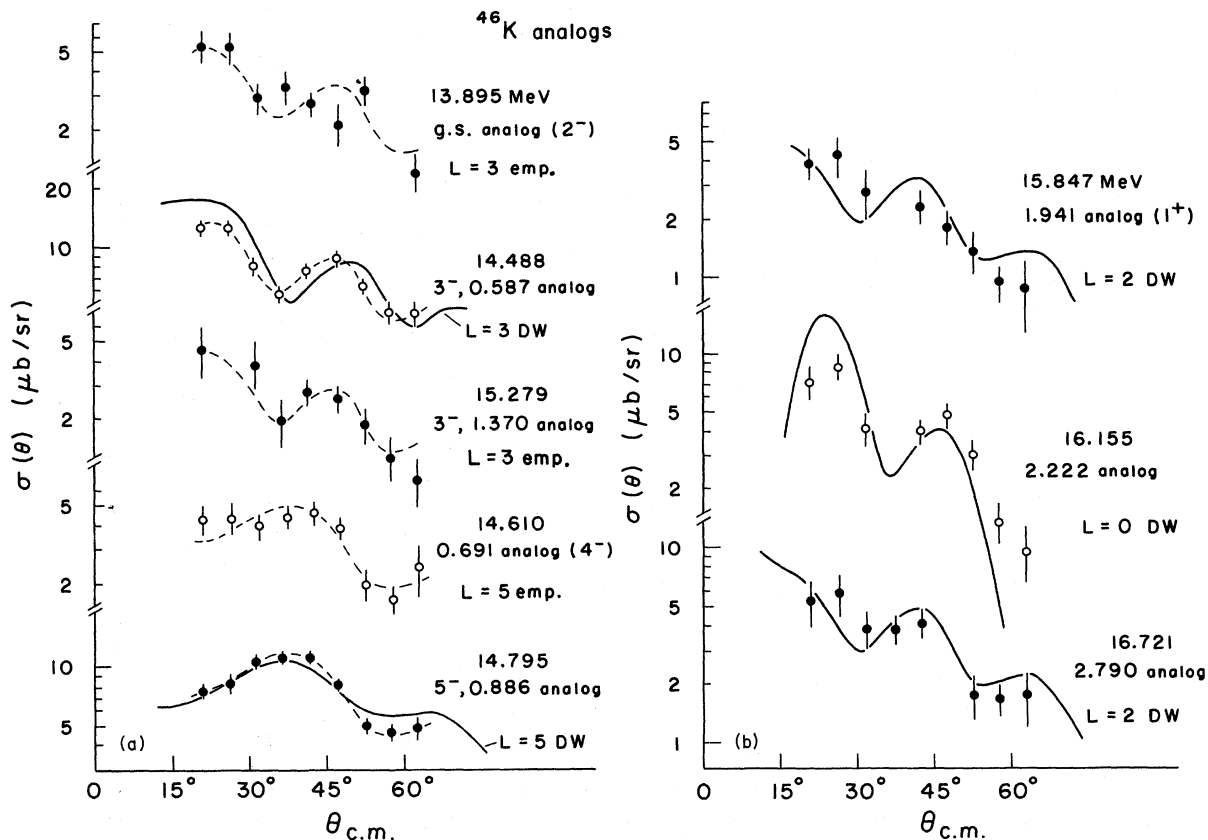 ⁴⁶K analogs
σ(θ) (μb/sr)
5
2
20
10
5
2
5
2
10
5
13.895 MeV
g.s. analog (2⁻)
L = 3 emp.
14.488
3⁻, 0.587 analog
L = 3 DW
15.279
3⁻, 1.370 analog
L = 3 emp.
14.610
0.691 analog (4⁻)
L = 5 emp.
14.795
5⁻, 0.886 analog
L = 5 DW
(a)
0 15° 30° 45° 60°
θc.m.
σ(θ) (μb/sr)
5
2
1
10
5
2
10
5
2
1
15.847 MeV
1.941 analog (1⁺)
L = 2 DW
16.155
2.222 analog
L = 0 DW
16.721
2.790 analog
L = 2 DW
(b)
0 15° 30° 45° 60°
θc.m.